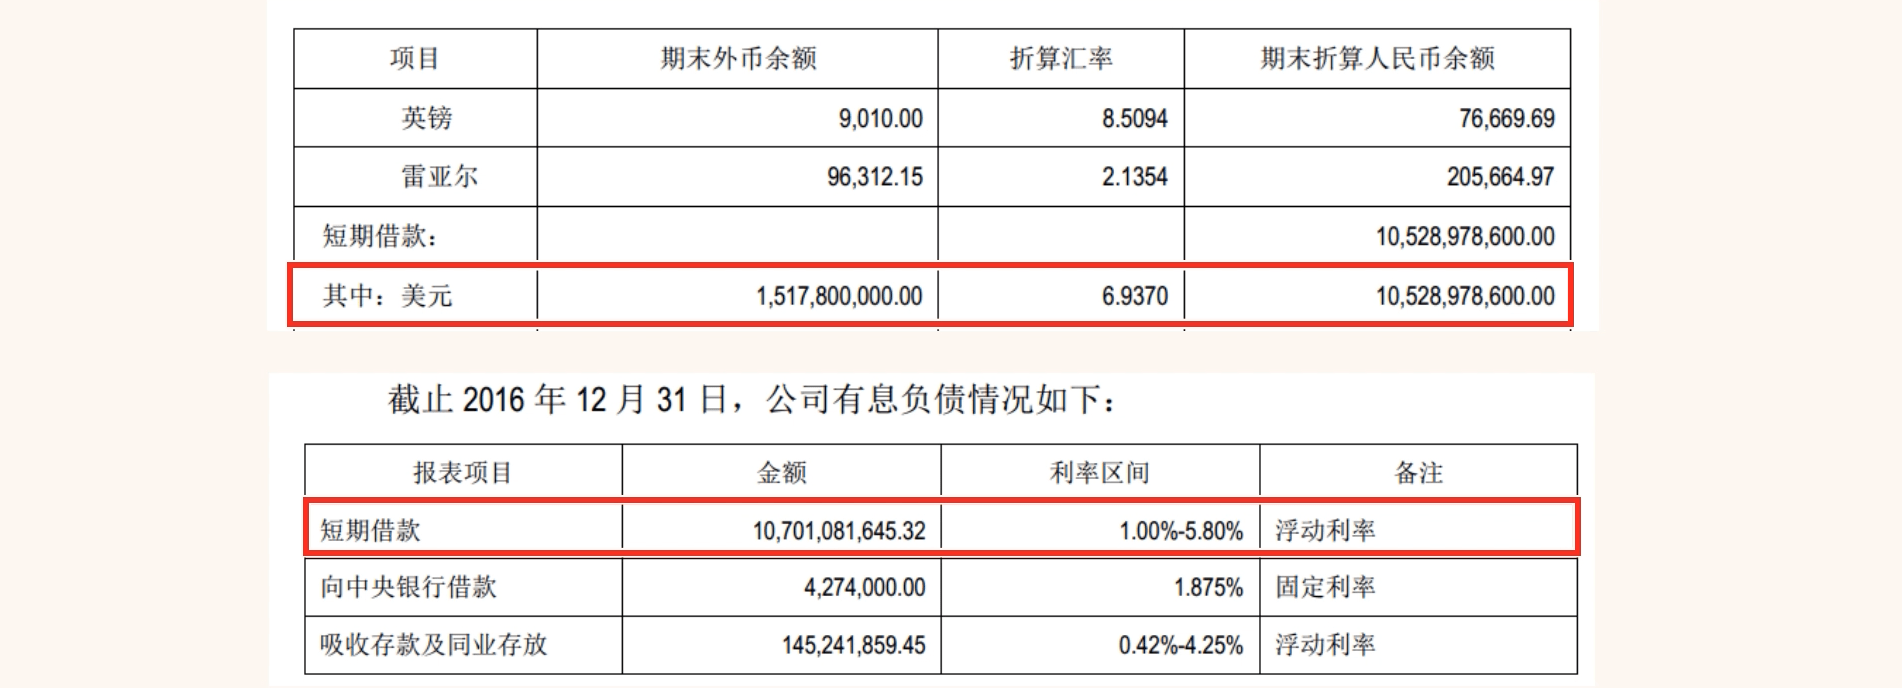 项目 期末外币余额 折算汇率 期末折算人民币余额
英镑 9,010.00 8.5094 76,669.69
雷亚尔 96,312.15 2.1354 205,664.97
短期借款： 10,528,978,600.00
其中：美元 1,517,800,000.00 6.9370 10,528,978,600.00
截止 2016 年 12 月 31 日，公司有息负债情况如下：
报表项目 金额 利率区间 备注
短期借款 10,701,081,645.32 1.00%-5.80% 浮动利率
向中央银行借款 4,274,000.00 1.875% 固定利率
吸收存款及同业存放 145,241,859.45 0.42%-4.25% 浮动利率